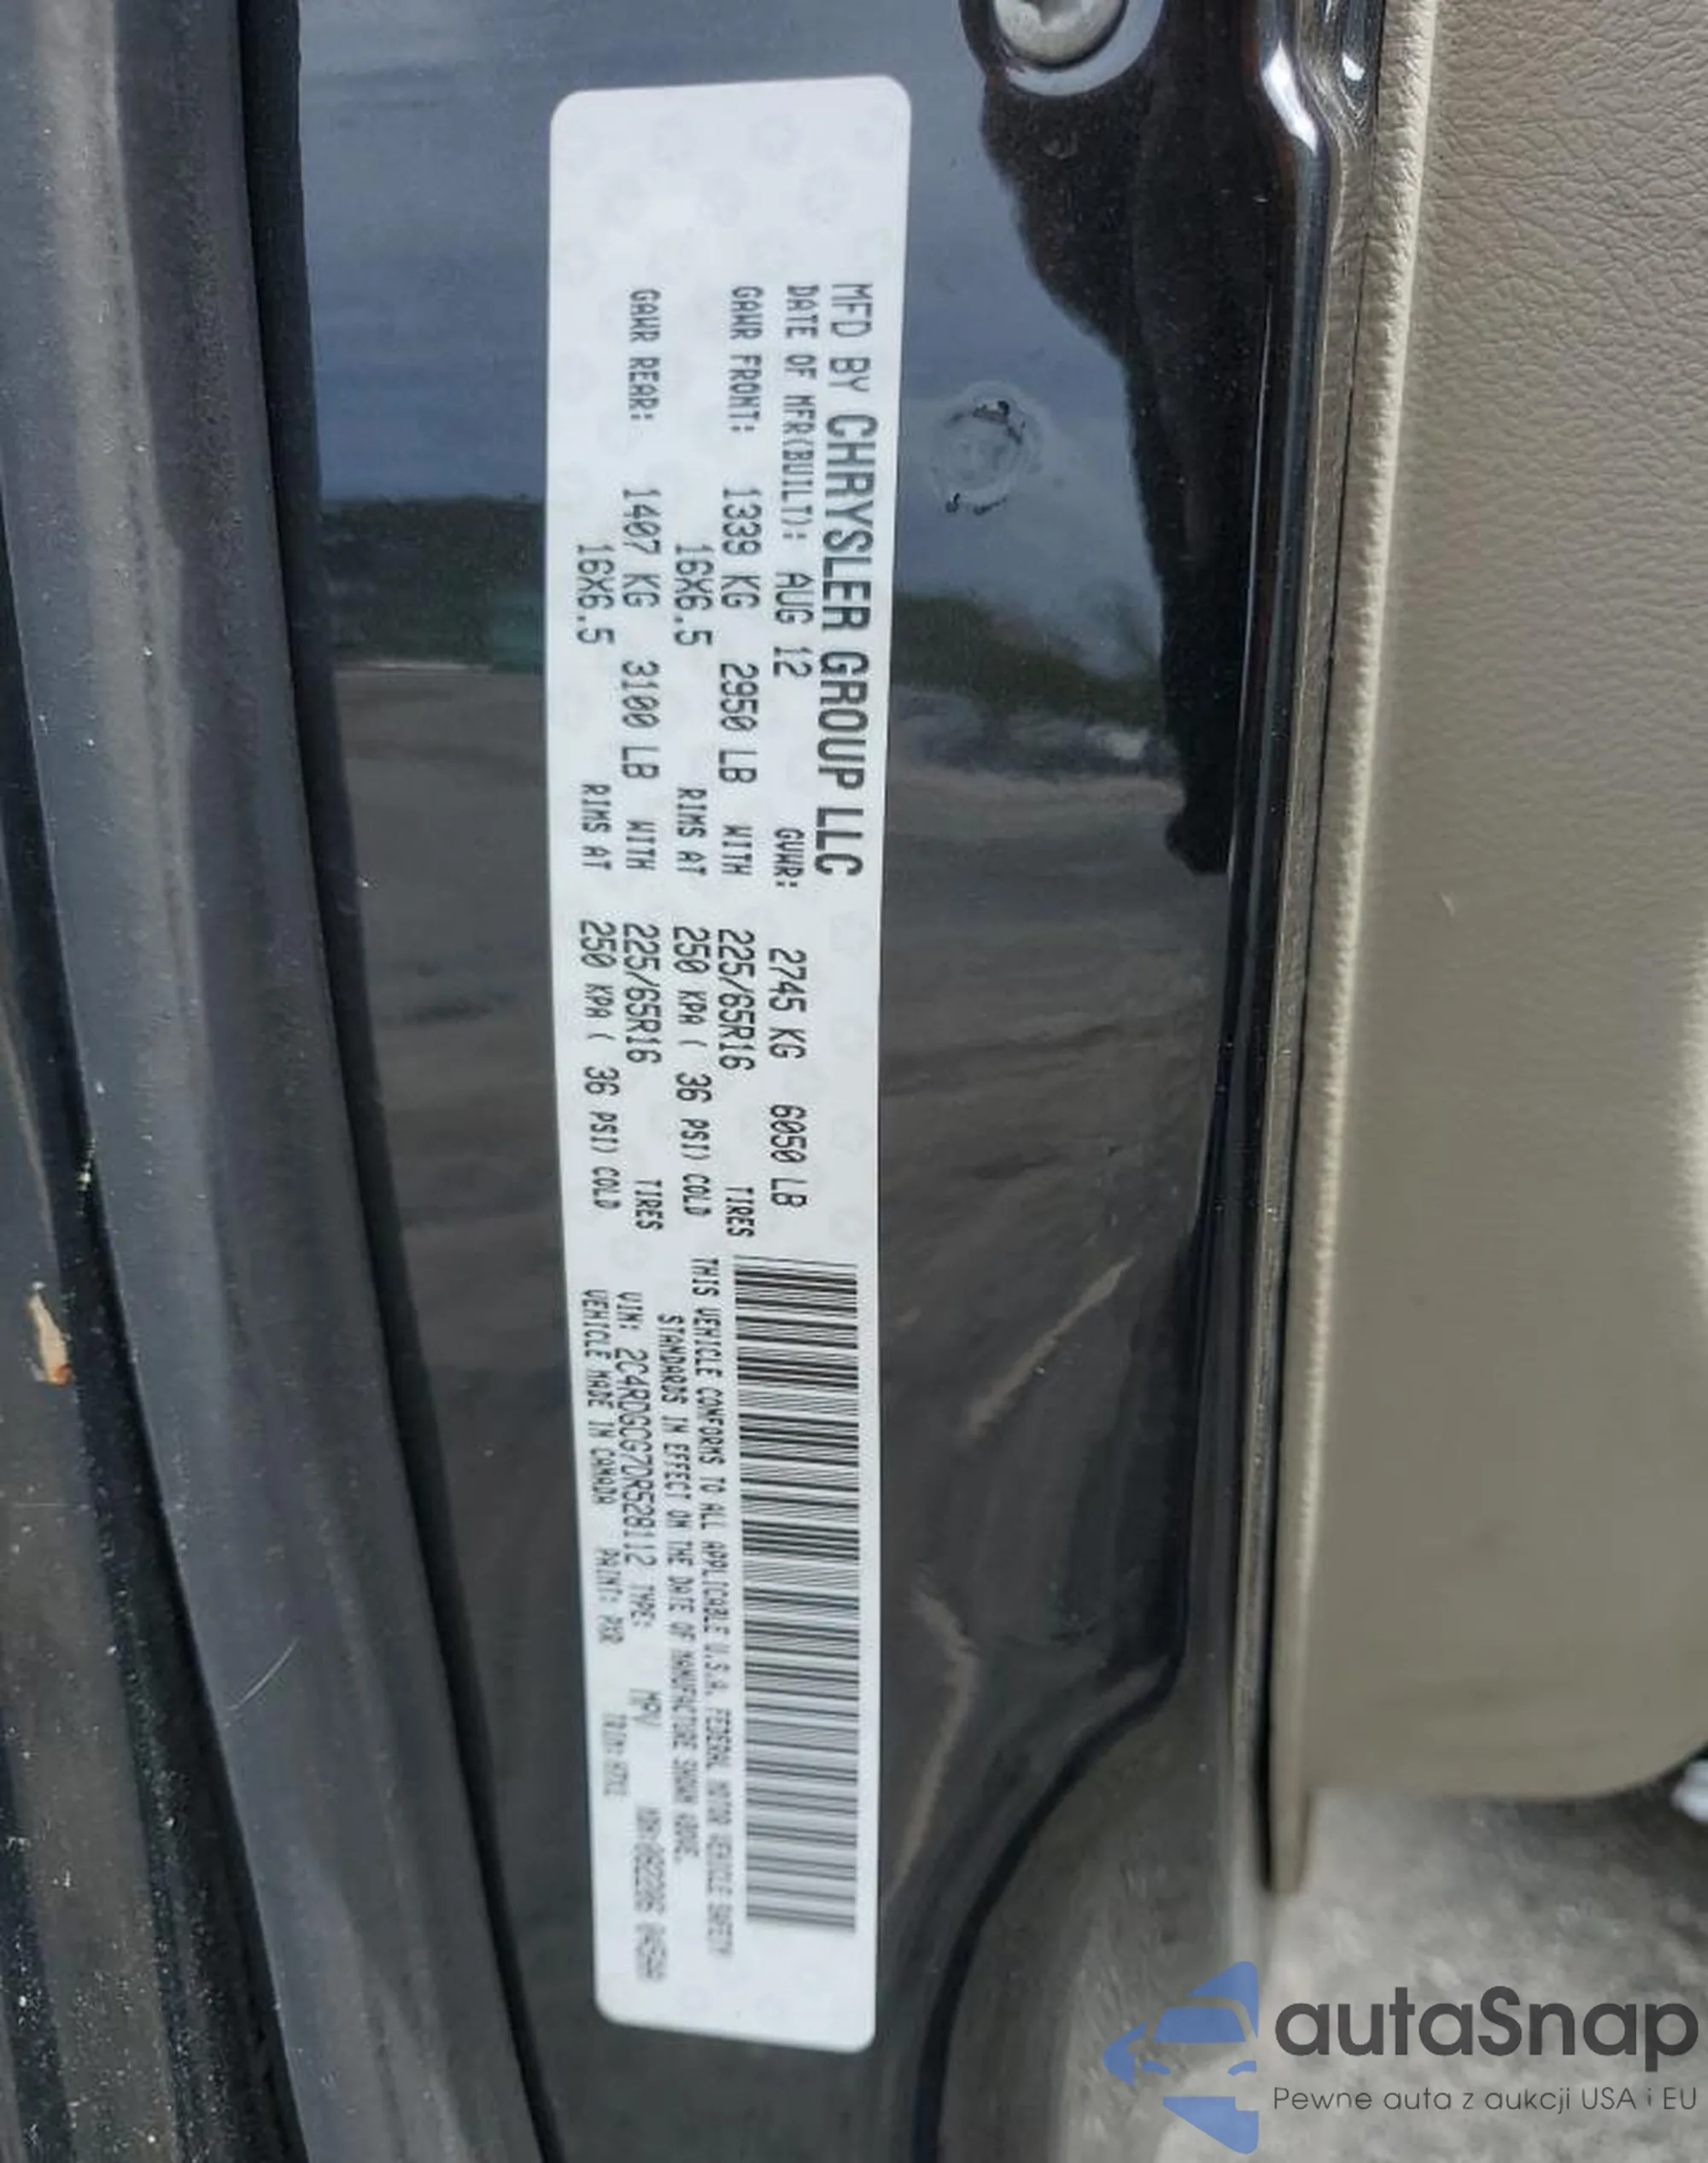 MFD BY CHRYSLER GROUP LLC
DATE OF MFR(BUILT): AUG 12 GVWR: 2745 KG 6050 LB
GAWR FRONT: 1339 KG 2950 LB WITH 225/65R16 TIRES
16X6.5 RIMS AT 250 KPA ( 36 PSI) COLD
GAWR REAR: 1407 KG 3100 LB WITH 225/65R16 TIRES
16X6.5 RIMS AT 250 KPA ( 36 PSI) COLD
THIS VEHICLE CONFORMS TO ALL APPLICABLE U.S.A. FEDERAL MOTOR VEHICLE SAFETY
STANDARDS IN EFFECT ON THE DATE OF MANUFACTURE SHOWN ABOVE.
VIN: 2C4RDGCG7DR528112 TYPE: MPV
VEHICLE MADE IN CANADA PAINT: PXR TRIM:
autaSnap
Pewne auta z aukcji USA i EU